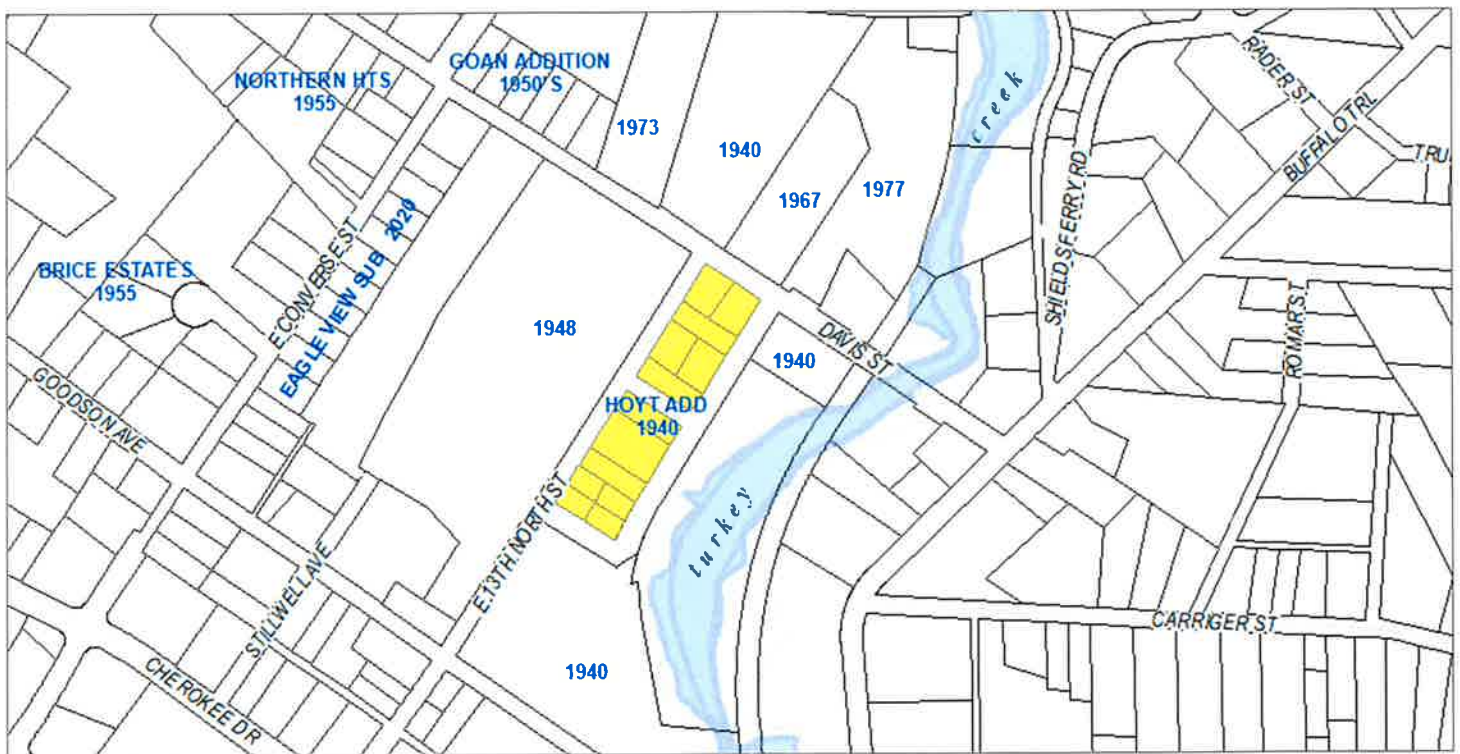 GOAN ADDITION
1950'S
NORTHERN HTS
1955
creek
RADER ST
BUFFALO TRL
TRU
1973
1940
1967
1977
SHIELDS FERRY RD
E CONVERSE ST
EAGLE VIEW SUB 2020
BRICE ESTATES
1955
1948
DAVIS ST
1940
ROMAR ST
GOODSON AVE
HOYT ADD
1940
turkey
E 13TH NORTH ST
STILLWELL AVE
CARRIGER ST
CHEROKEE DR
1940